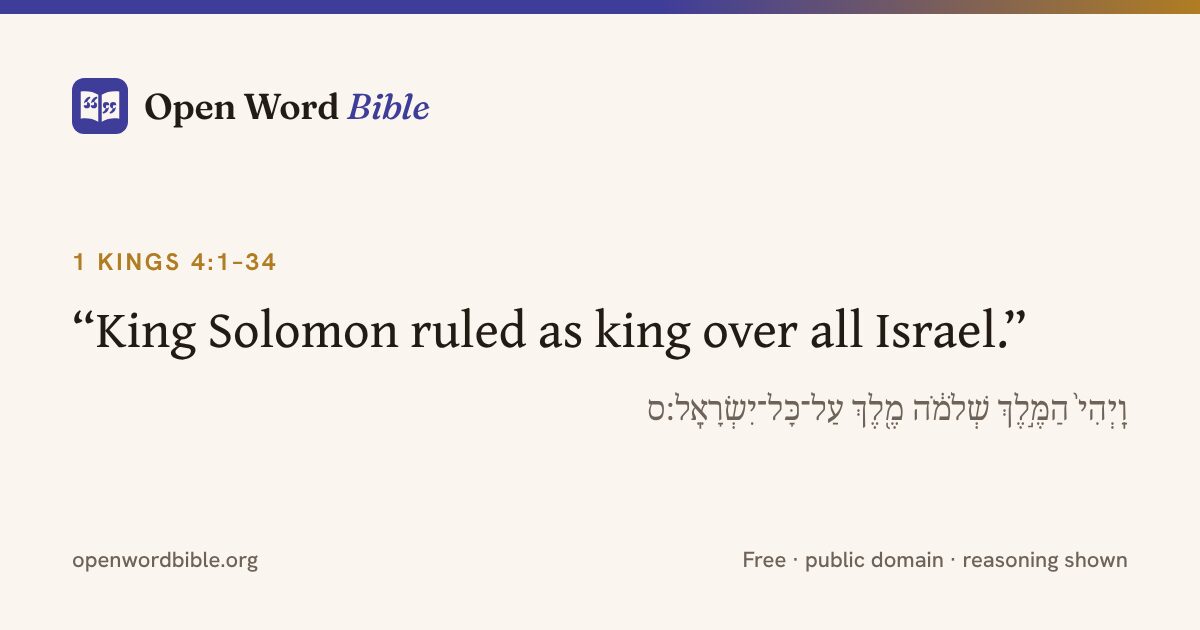 Open Word Bible
1 KINGS 4:1–34
“King Solomon ruled as king over all Israel.”
וַֽיְהִי֙ הַמֶּ֣לֶךְ שְׁלֹמֹ֔ה מֶ֖לֶךְ עַל־כׇּל־יִשְׂרָאֵֽל׃ס
openwordbible.org
Free · public domain · reasoning shown